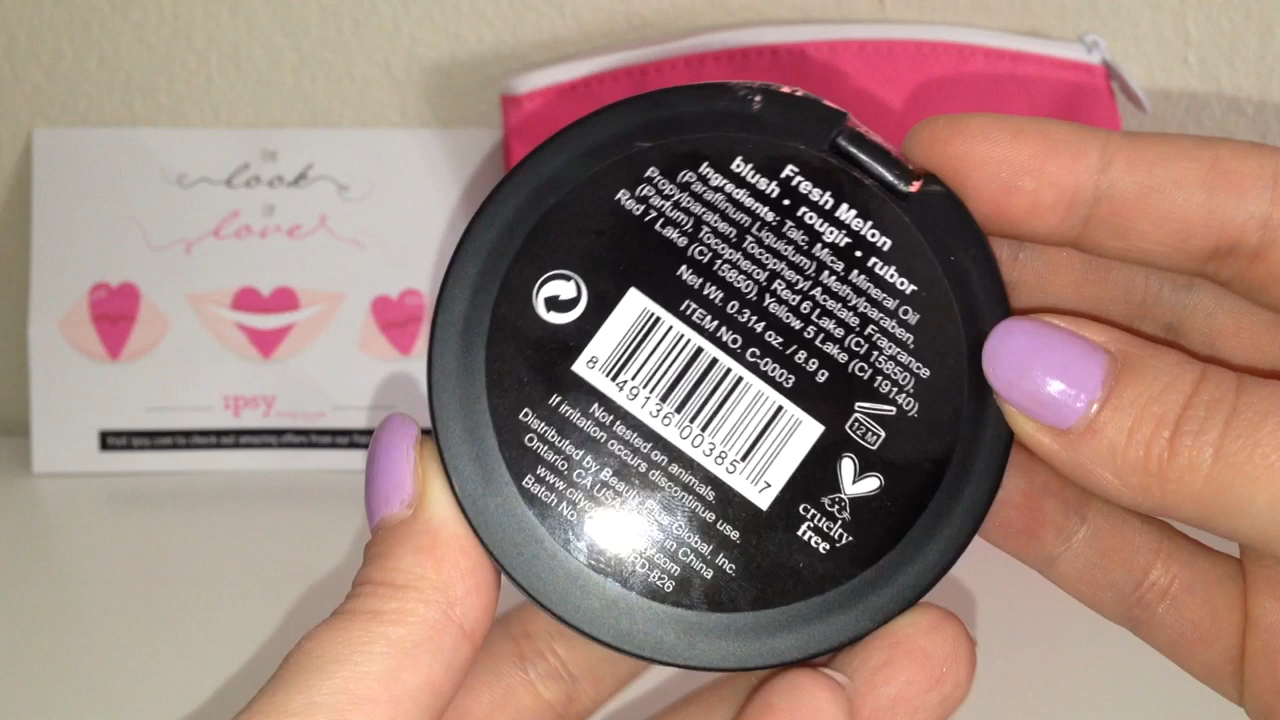 THE
look
OF
love
ipsy
Fresh Melon
blush • rougir • rubor
Ingredients: Talc, Mica, Mineral Oil
(Paraffinum Liquidum), Methylparaben,
Propylparaben, Tocopheryl Acetate, Fragrance
(Parfum), Tocopherol, Red 6 Lake (CI 15850),
Red 7 Lake (CI 15850), Yellow 5 Lake (CI 19140).
Net Wt. 0.314 oz. / 8.9 g
ITEM NO. C-0003
8 49136 00385 7
12 M
cruelty
free
Not tested on animals.
If irritation occurs discontinue use.
Distributed by Beauty Plus Global, Inc.
Ontario, CA USA in China
www.cityc .com
Batch No. PD-826